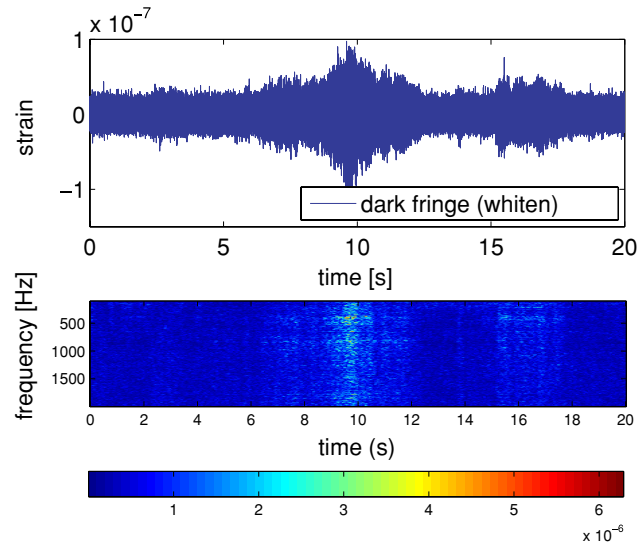 x 10⁻⁷
1
0
−1
strain
dark fringe (whiten)
0 5 10 15 20
time [s]
frequency [Hz]
500
1000
1500
0 2 4 6 8 10 12 14 16 18 20
time (s)
1 2 3 4 5 6
x 10⁻⁶